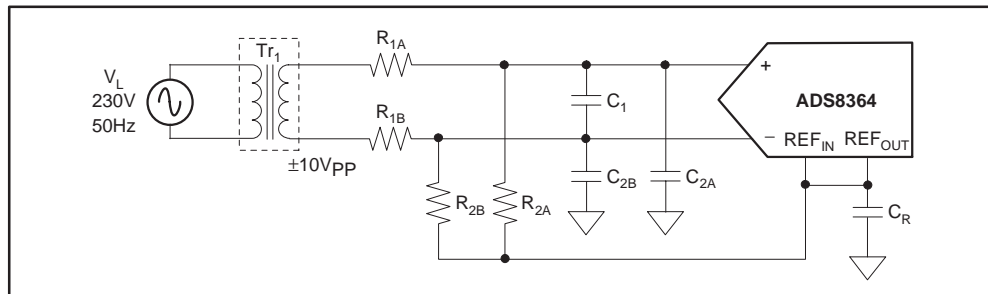 V_L
230V
50Hz
Tr_1
±10V_PP
R_1A
R_1B
R_2B
R_2A
C_1
C_2B
C_2A
+
−
ADS8364
REF_IN REF_OUT
C_R